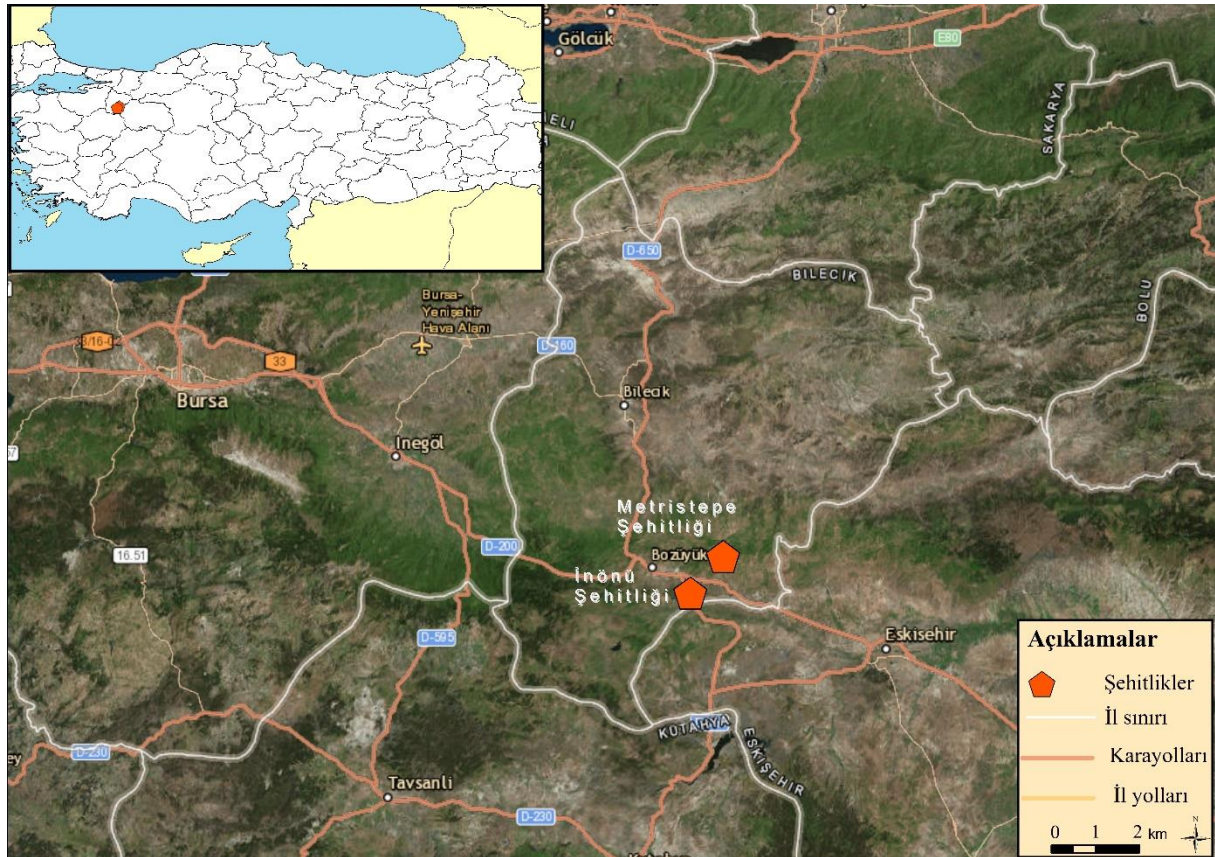 Gölcük
E80
SAKARYA
D-650
BILECIK
BOLU
Bursa-
Yenişehir
Hava Alanı
33
D-160
Bursa
Bilecik
Inegöl
Metristepe
Şehitliği
16.51
D-200
Bozüyük
İnönü
Şehitliği
D-595
Eskisehir
KÜTAHYA
ESKİŞEHİR
D-230
Tavsanli
D-230
Açıklamalar
Şehitlikler
İl sınırı
Karayolları
İl yolları
0 1 2 km
N